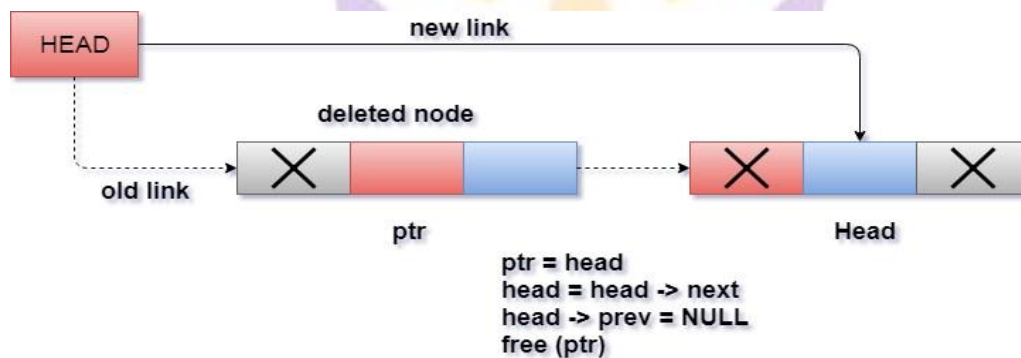 HEAD
new link
deleted node
old link
ptr
Head
ptr = head
head = head -> next
head -> prev = NULL
free (ptr)